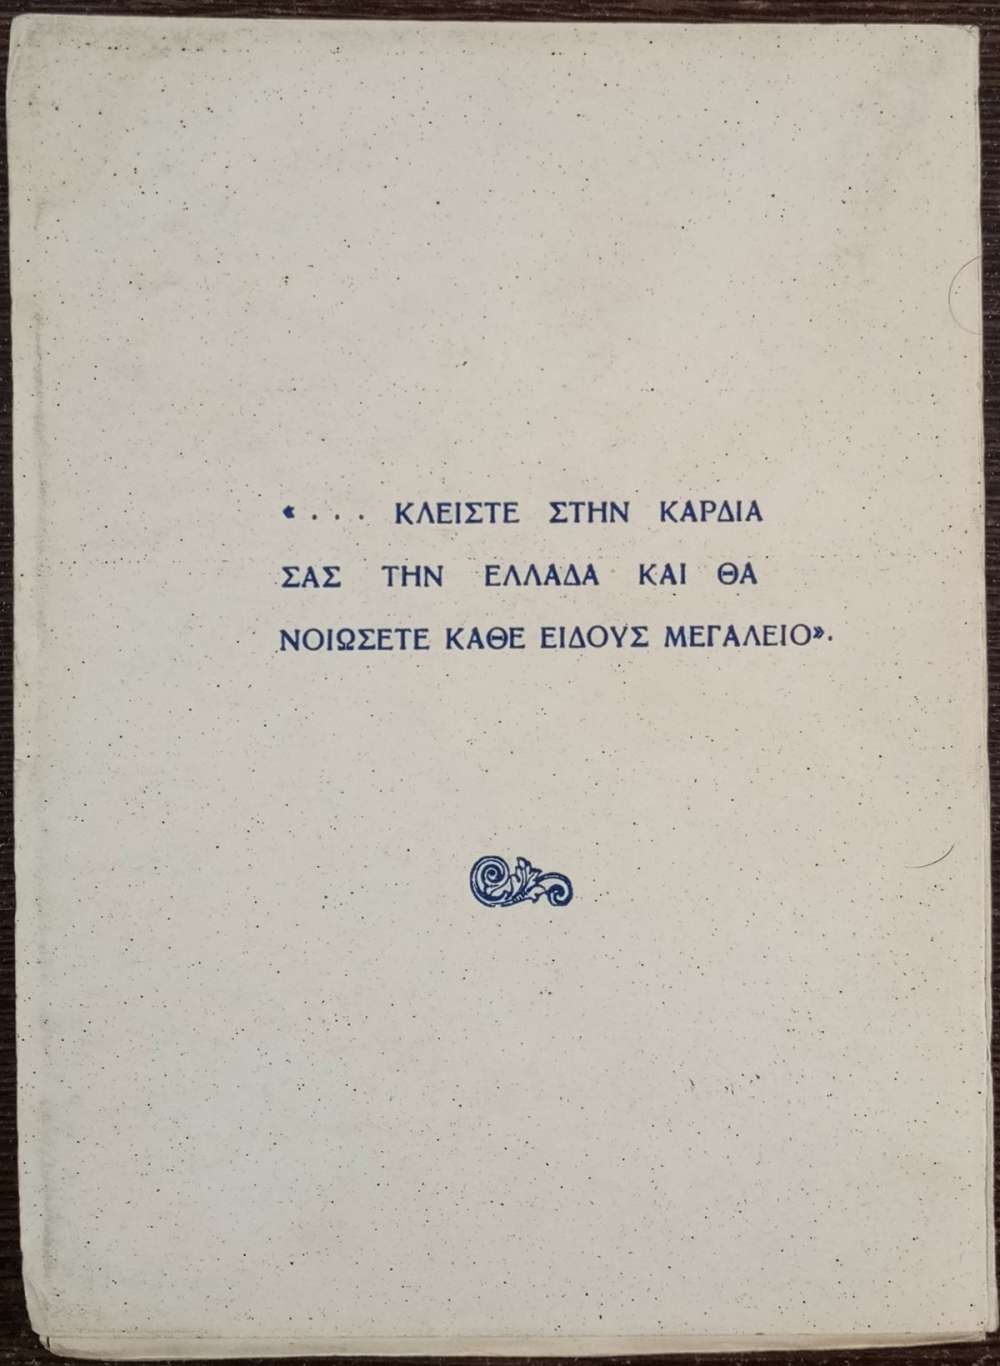 «... ΚΛΕΙΣΤΕ ΣΤΗΝ ΚΑΡΔΙΑ
ΣΑΣ ΤΗΝ ΕΛΛΑΔΑ ΚΑΙ ΘΑ
ΝΟΙΩΣΕΤΕ ΚΑΘΕ ΕΙΔΟΥΣ ΜΕΓΑΛΕΙΟ».